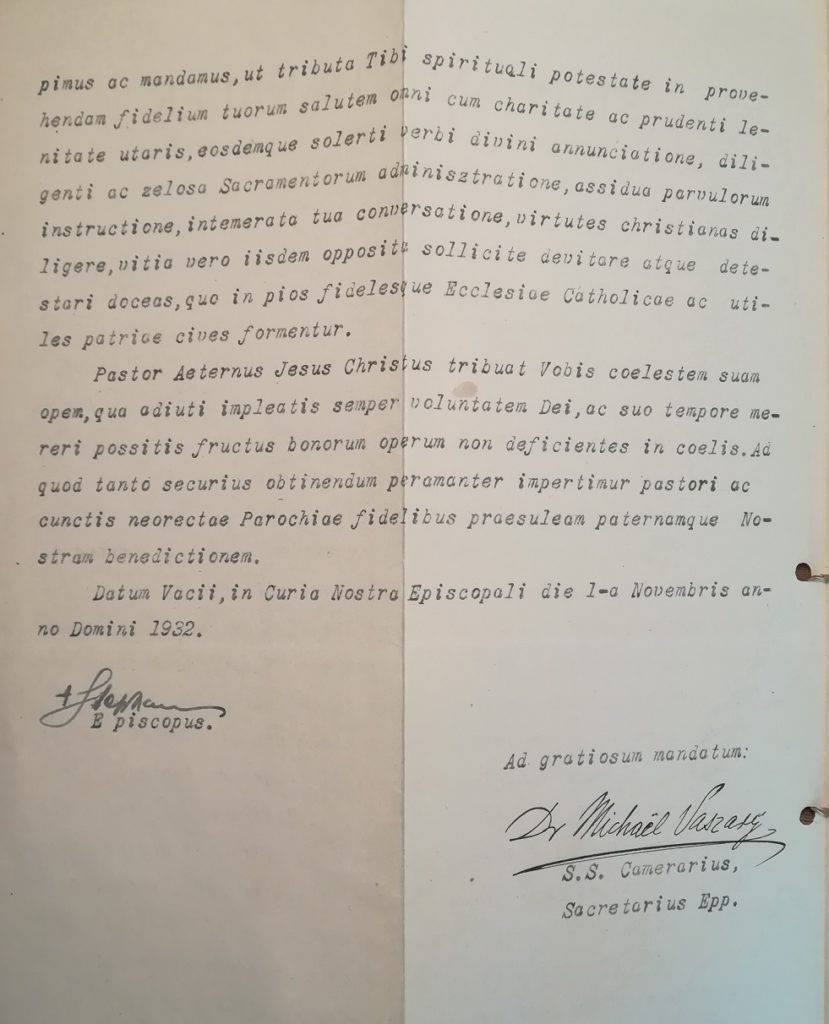 pimus ac mandamus,ut tributa Tibi spirituali potestate in prove-
hendam fidelium tuorum salutem omni cum charitate ac prudenti le-
nitate utaris,eosdemque solerti verbi divini annunciatione, dili-
genti ac zelosa Sacramentorum adminisztratione,assidua parvulorum
instructione,intemerata tua conversatione,virtutes christianas di-
ligere,vitia vero iisdem opposita sollicite devitare atque dete-
stari doceas,quo in pios fidelesque Ecclesiae Catholicae ac uti-
les patriae cives formentur.
Pastor Aeternus Jesus Christus tribuat Vobis coelestem suam
opem,qua adiuti impleatis semper voluntatem Dei,ac suo tempore me-
reri possitis fructus bonorum operum non deficientes in coelis.Ad
quod tanto securius obtinendum peramanter impertimur pastori ac
cunctis neorectae Parochiae fidelibus praesuleam paternamque No-
stram benedictionem.
Datum Vacii,in Curia Nostra Episcopali die 1-a Novembris an-
no Domini 1932.
+ Stephanus
E piscopus.
Ad gratiosum mandatum:
Dr Michaël Vaszary
S.S. Camerarius,
Sacretarius Epp.